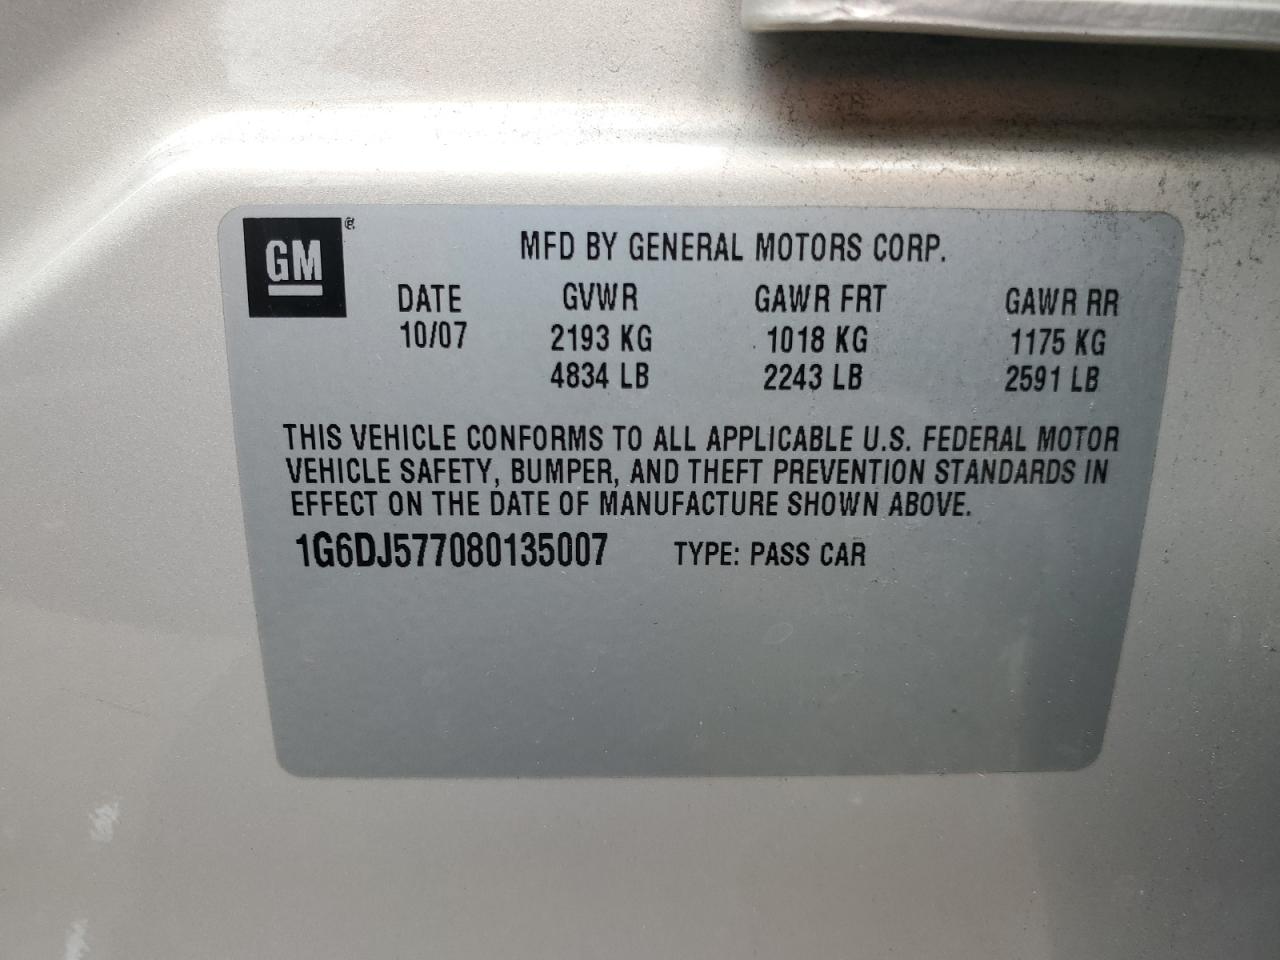 GM ®
MFD BY GENERAL MOTORS CORP.
DATE GVWR GAWR FRT GAWR RR
10/07 2193 KG 1018 KG 1175 KG
4834 LB 2243 LB 2591 LB
THIS VEHICLE CONFORMS TO ALL APPLICABLE U.S. FEDERAL MOTOR
VEHICLE SAFETY, BUMPER, AND THEFT PREVENTION STANDARDS IN
EFFECT ON THE DATE OF MANUFACTURE SHOWN ABOVE.
1G6DJ577080135007 TYPE: PASS CAR